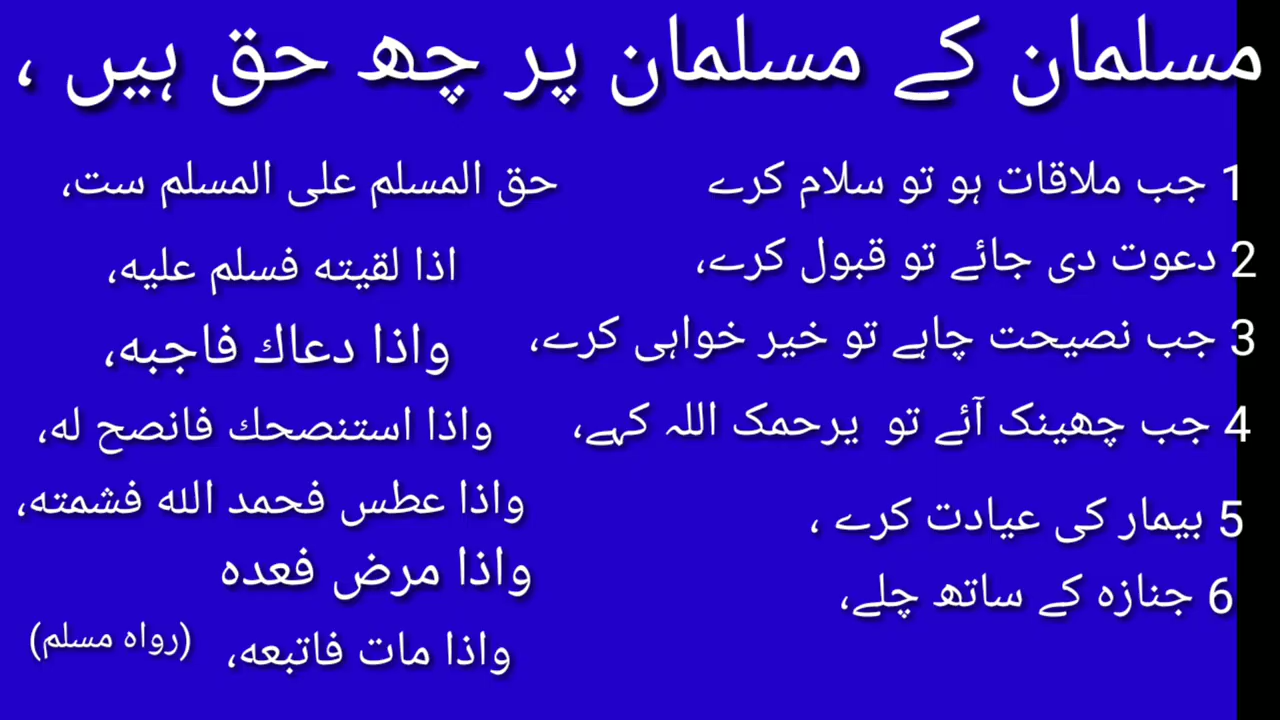 مسلمان کے مسلمان پر چھ حق ہیں ،
1 جب ملاقات ہو تو سلام کرے
2 دعوت دی جائے تو قبول کرے،
3 جب نصیحت چاہے تو خیر خواہی کرے،
4 جب چھینک آئے تو یرحمک اللہ کہے،
5 بیمار کی عیادت کرے ،
6 جنازہ کے ساتھ چلے،
حق المسلم على المسلم ست،
اذا لقيته فسلم عليه،
واذا دعاك فاجبه،
واذا استنصحك فانصح له،
واذا عطس فحمد الله فشمته،
واذا مرض فعده
واذا مات فاتبعه،
(رواه مسلم)